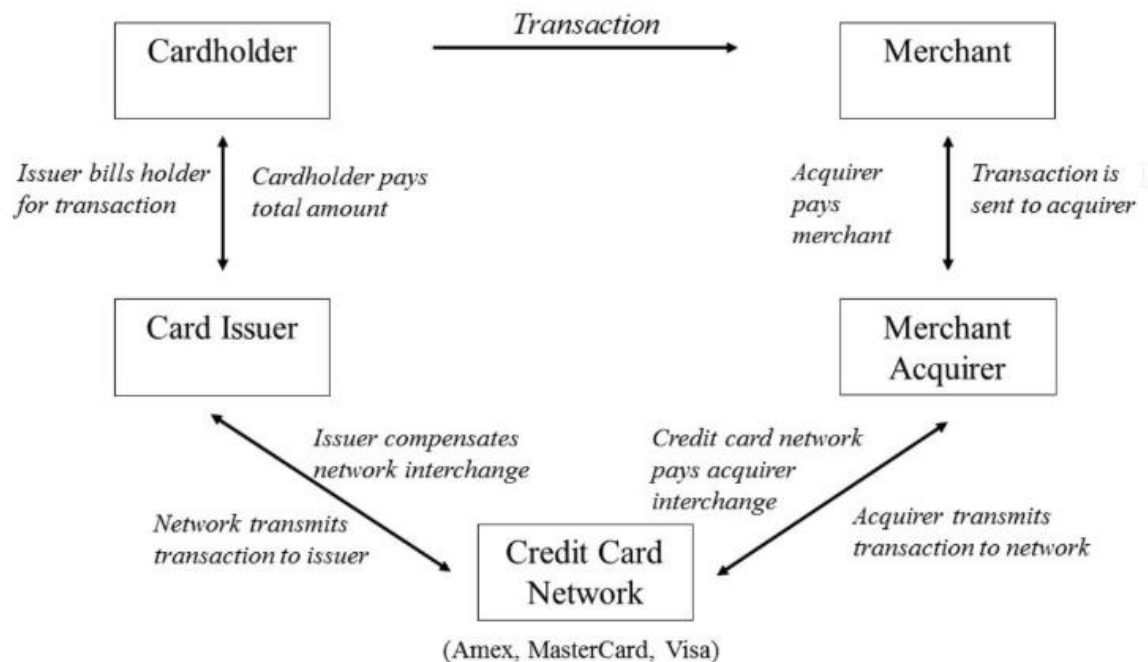 Transaction
Cardholder
Merchant
Issuer bills holder
for transaction
Cardholder pays
total amount
Acquirer
pays
merchant
Transaction is
sent to acquirer
Card Issuer
Merchant
Acquirer
Issuer compensates
network interchange
Credit card network
pays acquirer
interchange
Network transmits
transaction to issuer
Acquirer transmits
transaction to network
Credit Card
Network
(Amex, MasterCard, Visa)